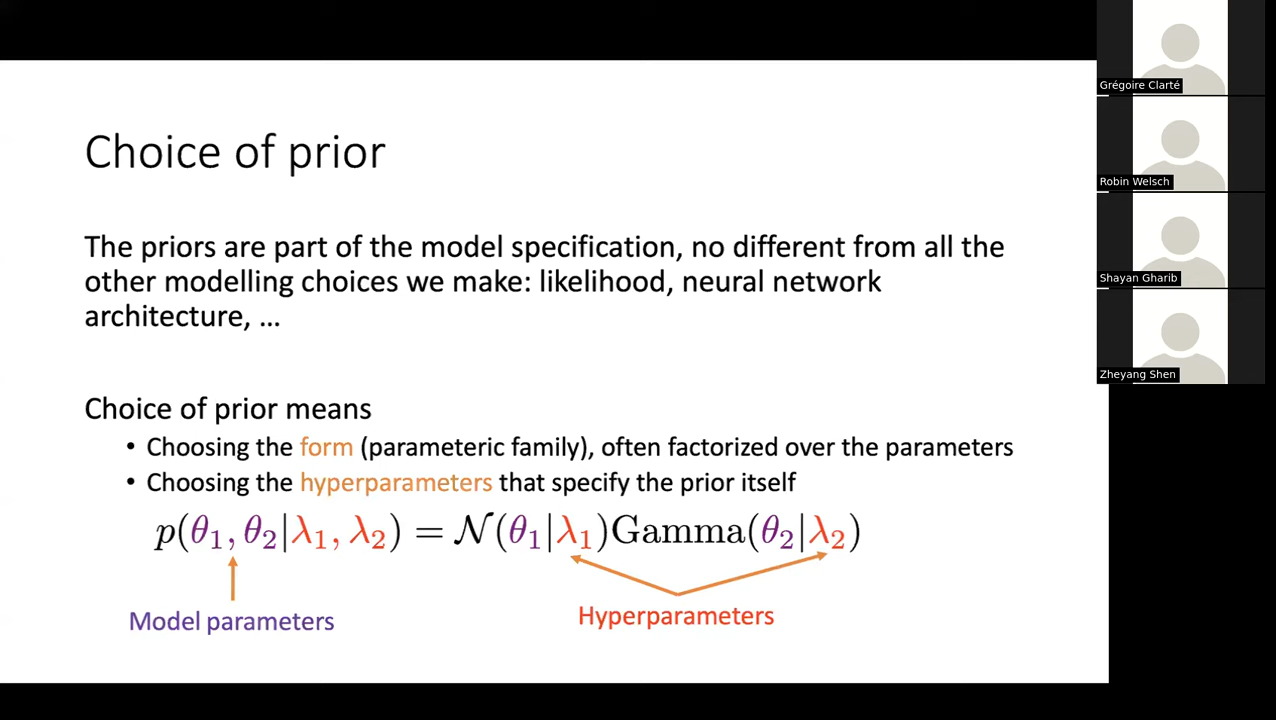 Choice of prior
The priors are part of the model specification, no different from all the
other modelling choices we make: likelihood, neural network
architecture, …
Choice of prior means
• Choosing the form (parameteric family), often factorized over the parameters
• Choosing the hyperparameters that specify the prior itself
p(θ₁, θ₂|λ₁, λ₂) = 𝒩(θ₁|λ₁)Gamma(θ₂|λ₂)
Model parameters
Hyperparameters
Grégoire Clarté
Robin Welsch
Shayan Gharib
Zheyang Shen